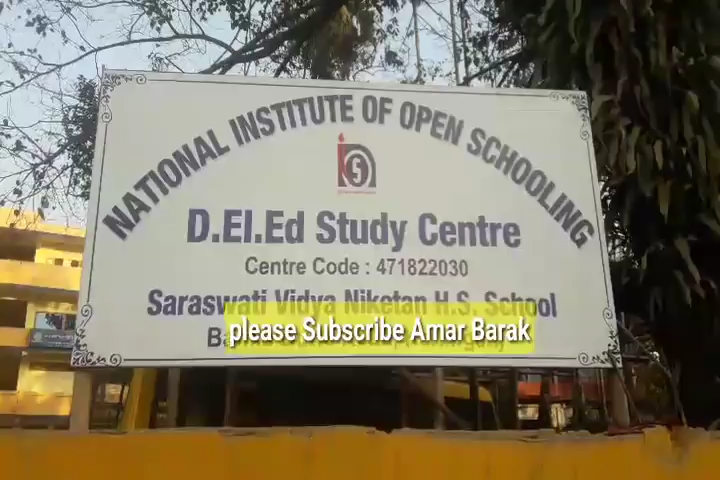 NATIONAL INSTITUTE OF OPEN SCHOOLING
D.El.Ed Study Centre
Centre Code : 471822030
Saraswati Vidya Niketan H.S. School
please Subscribe Amar Barak